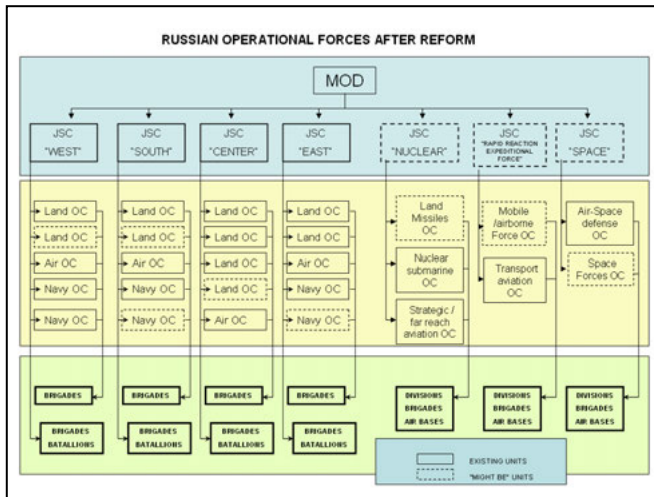 RUSSIAN OPERATIONAL FORCES AFTER REFORM
MOD
JSC
"WEST"
JSC
"SOUTH"
JSC
"CENTER"
JSC
"EAST"
JSC
"NUCLEAR"
JSC
"RAPID REACTION
EXPEDITIONAL
FORCE"
JSC
"SPACE"
Land OC
Land OC
Air OC
Navy OC
Navy OC
Land OC
Land OC
Air OC
Navy OC
Navy OC
Land OC
Land OC
Land OC
Land OC
Air OC
Land OC
Land OC
Air OC
Navy OC
Navy OC
Land
Missiles
OC
Nuclear
submarine
OC
Strategic /
far reach
aviation OC
Mobile
/airborne
Force OC
Transport
aviation
OC
Air-Space
defense
OC
Space
Forces OC
BRIGADES
BRIGADES
BATALLIONS
BRIGADES
BRIGADES
BATALLIONS
BRIGADES
BRIGADES
BATALLIONS
BRIGADES
BRIGADES
BATALLIONS
DIVISIONS
BRIGADES
AIR BASES
DIVISIONS
BRIGADES
AIR BASES
DIVISIONS
BRIGADES
AIR BASES
EXISTING UNITS
"MIGHT BE" UNITS